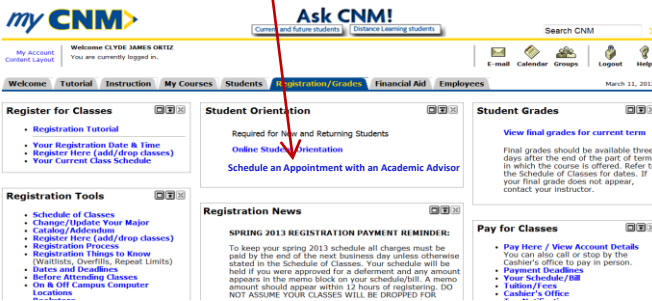 my CNM
Ask CNM!
Current and future students Distance Learning students
Search CNM
My Account
Content Layout
Welcome CLYDE JAMES ORTIZ
You are currently logged in.
E-mail Calendar Groups Logout Help
Welcome Tutorial Instruction My Courses Students Registration/Grades Financial Aid Employees
March 11, 201
Register for Classes
Registration Tutorial
Your Registration Date & Time
Register Here (add/drop classes)
Your Current Class Schedule
Registration Tools
Schedule of Classes
Change/Update Your Major
Catalog/Addendum
Register Here (add/drop classes)
Registration Process
Registration Things to Know
(Waitlists, Overfills, Repeat Limits)
Dates and Deadlines
Before Attending Classes
On & Off Campus Computer
Locations
Student Orientation
Required for New and Returning Students
Online Student Orientation
Schedule an Appointment with an Academic Advisor
Registration News
SPRING 2013 REGISTRATION PAYMENT REMINDER:
To keep your spring 2013 schedule all charges must be
paid by the end of the next business day unless otherwise
stated in the Schedule of Classes. Your schedule will be
held if you were approved for a deferment and any amount
appears in the memo block on your schedule/bill. A memo
amount should appear within 12 hours of registering. DO
NOT ASSUME YOUR CLASSES WILL BE DROPPED FOR
Student Grades
View final grades for current term
Final grades should be available three
days after the end of the part of term
in which the course is offered. Refer to
the Schedule of Classes for dates. If
your final grade does not appear,
contact your instructor.
Pay for Classes
Pay Here / View Account Details
You can also call or stop by the
Cashier's office to pay in person.
Payment Deadlines
Your Schedule/Bill
Tuition/Fees
Cashier's Office